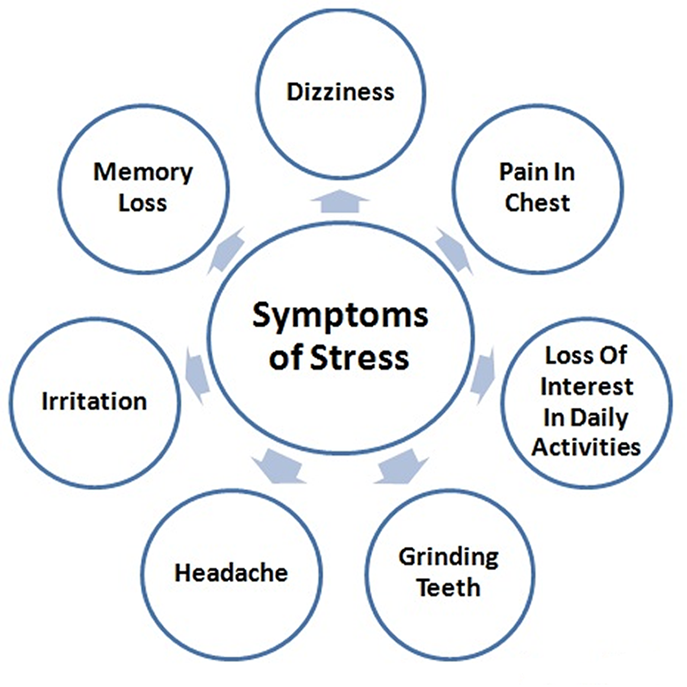 Dizziness
Pain In
Chest
Loss Of
Interest
In Daily
Activities
Grinding
Teeth
Headache
Irritation
Memory
Loss
Symptoms
of Stress